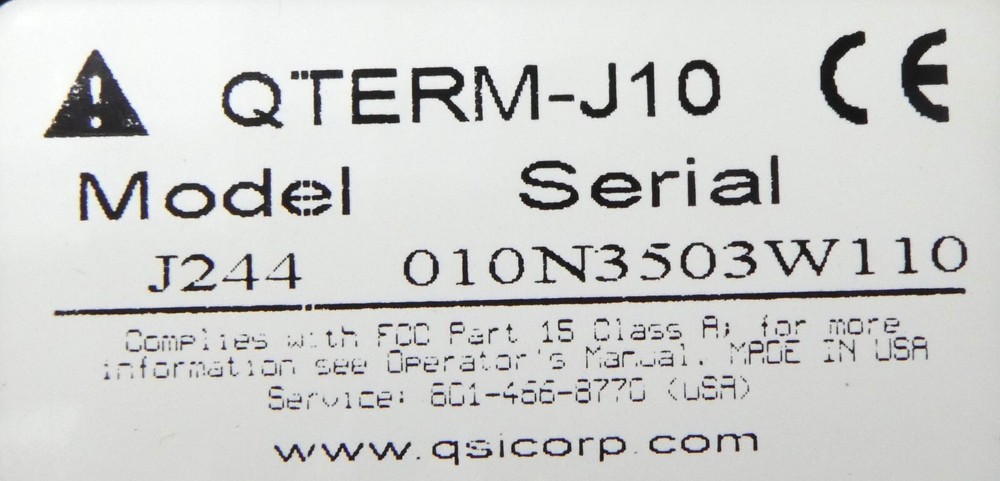 QTERM-J10 CE
Model Serial
J244 010N3503W110
Complies with FCC Part 15 Class A; for more
information see Operator's Manual. MADE IN USA
Service: 801-466-8770 (USA)
www.qsicorp.com